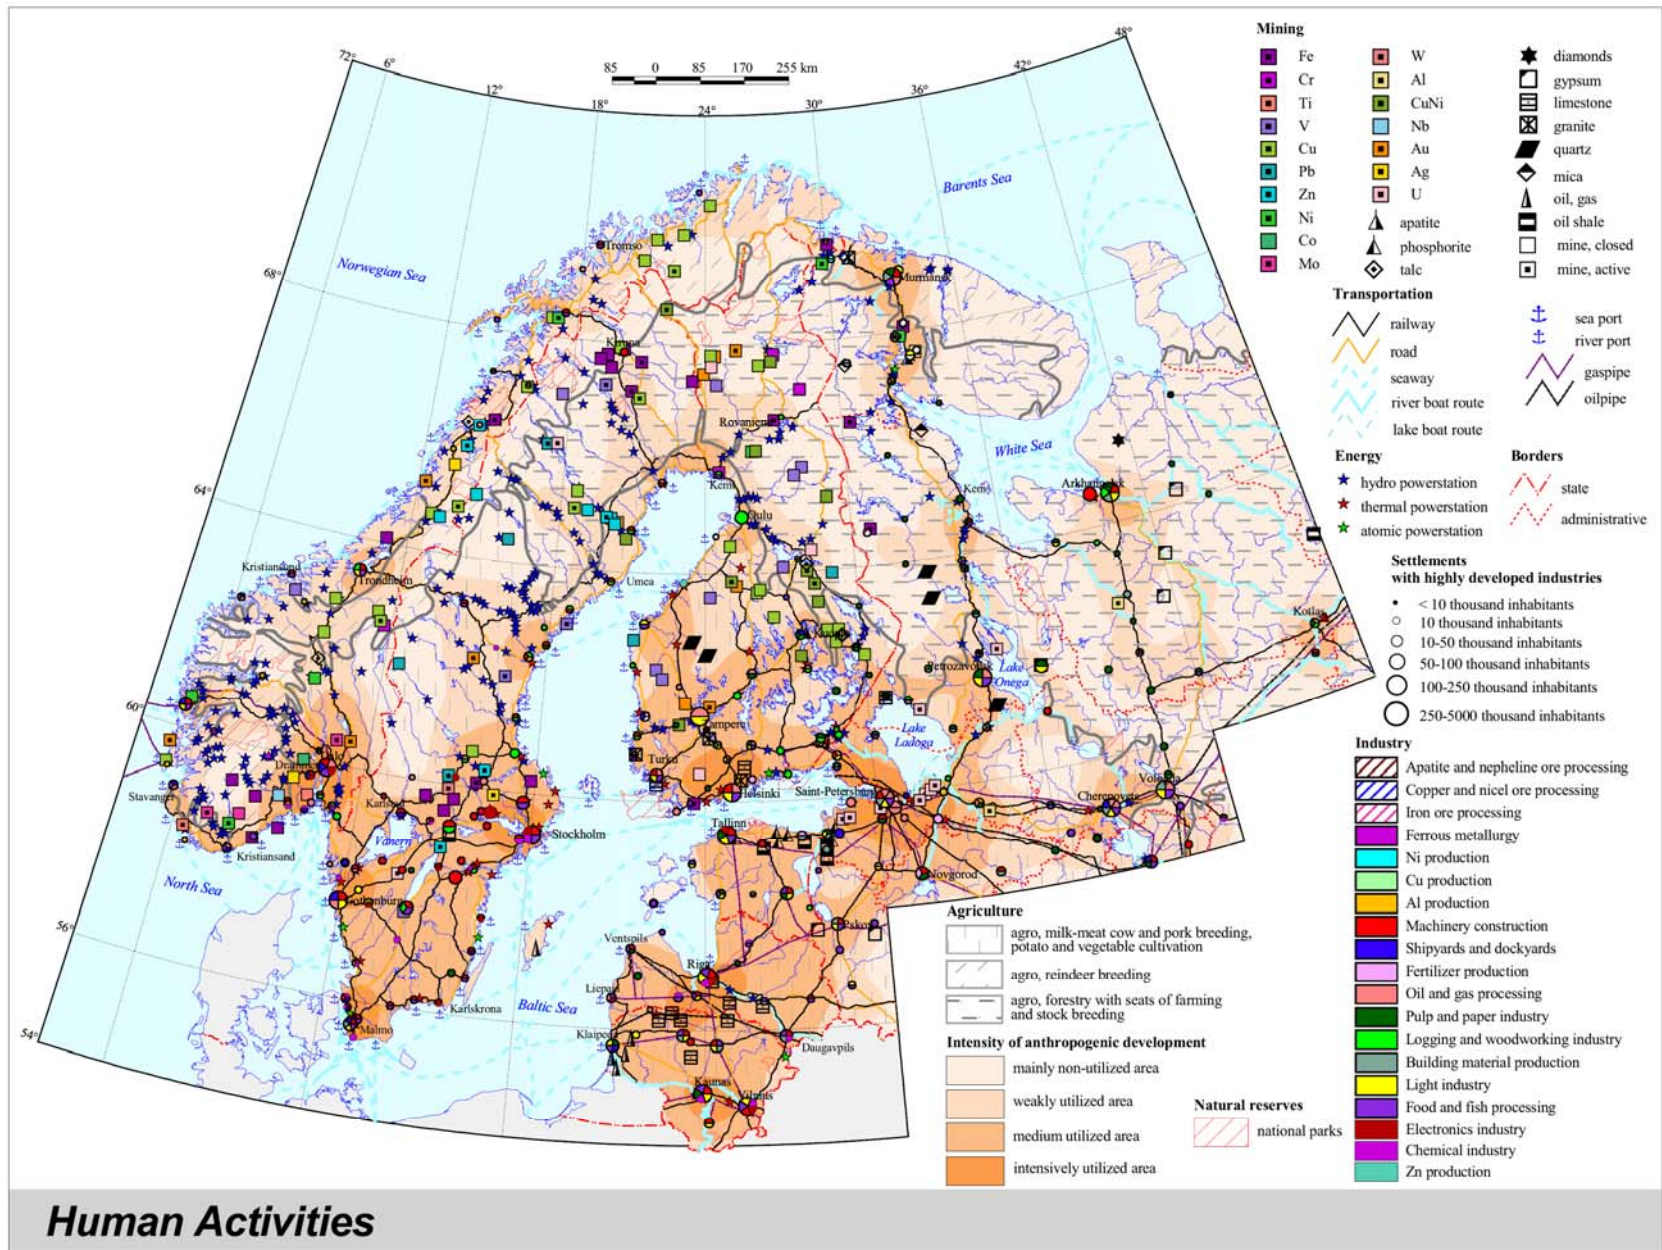 72°
6°
12°
18°
24°
30°
36°
42°
48°
68°
64°
60°
56°
54°
85 0 85 170 255 km
Barents Sea
Norwegian Sea
Tromso
Murmansk
Kiruna
Rovaniemi
White Sea
Kemi
Kem
Arkhangelsk
Oulu
Kristiansund
Trondheim
Umea
Kotlas
Petrozavodsk
Lake
Onega
Lake
Ladoga
Tampere
Turku
Helsinki
Saint-Petersburg
Vologda
Cherepovets
Stavanger
Karlstad
Tallinn
Stockholm
Vanern
Kristiansand
North Sea
Novgorod
Gothenburg
Pskov
Ventspils
Riga
Liepaja
Baltic Sea
Karlskrona
Malmo
Klaipeda
Daugavpils
Kaunas
Vilnius
Mining
Fe
Cr
Ti
V
Cu
Pb
Zn
Ni
Co
Mo
W
Al
CuNi
Nb
Au
Ag
U
apatite
phosphorite
talc
diamonds
gypsum
limestone
granite
quartz
mica
oil, gas
oil shale
mine, closed
mine, active
Transportation
railway
road
seaway
river boat route
lake boat route
sea port
river port
gaspipe
oilpipe
Energy
hydro powerstation
thermal powerstation
atomic powerstation
Borders
state
administrative
Settlements
with highly developed industries
< 10 thousand inhabitants
10 thousand inhabitants
10-50 thousand inhabitants
50-100 thousand inhabitants
100-250 thousand inhabitants
250-5000 thousand inhabitants
Industry
Apatite and nepheline ore processing
Copper and nicel ore processing
Iron ore processing
Ferrous metallurgy
Ni production
Cu production
Al production
Machinery construction
Shipyards and dockyards
Fertilizer production
Oil and gas processing
Pulp and paper industry
Logging and woodworking industry
Building material production
Light industry
Food and fish processing
Electronics industry
Chemical industry
Zn production
Agriculture
agro, milk-meat cow and pork breeding,
potato and vegetable cultivation
agro, reindeer breeding
agro, forestry with seats of farming
and stock breeding
Intensity of anthropogenic development
mainly non-utilized area
weakly utilized area
medium utilized area
intensively utilized area
Natural reserves
national parks
Human Activities